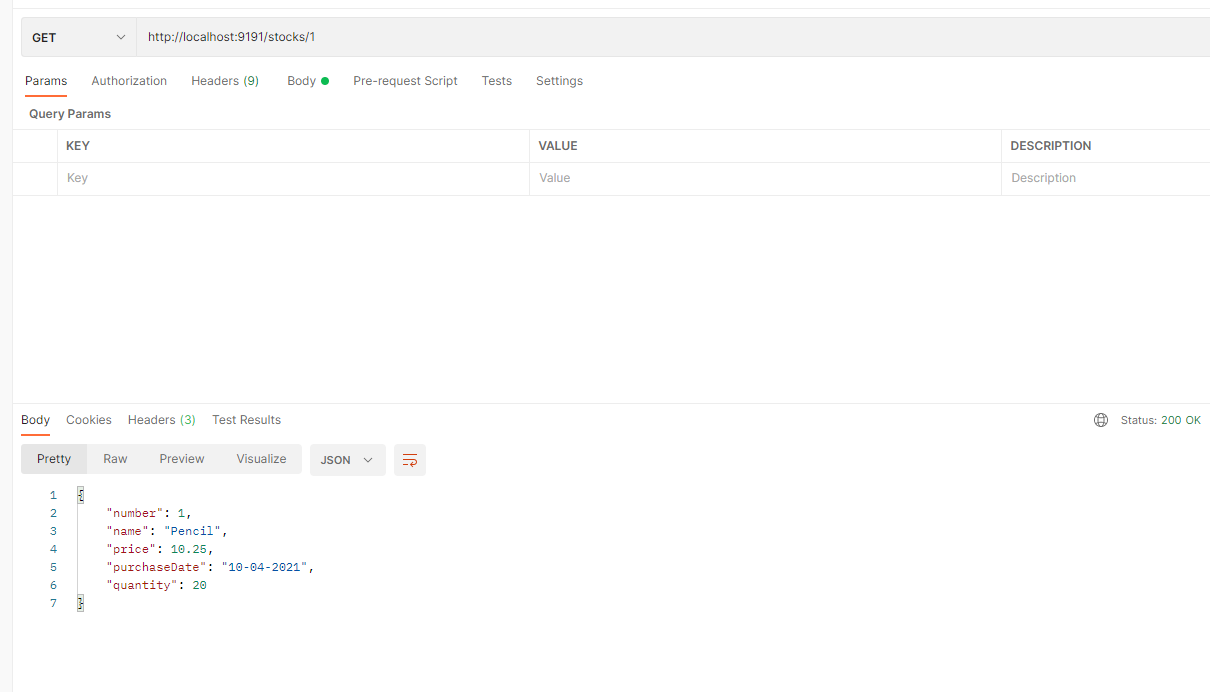 GET http://localhost:9191/stocks/1
Params Authorization Headers (9) Body Pre-request Script Tests Settings
Query Params
KEY VALUE DESCRIPTION
Key Value Description
Body Cookies Headers (3) Test Results Status: 200 OK
Pretty Raw Preview Visualize JSON
1 {
2 "number": 1,
3 "name": "Pencil",
4 "price": 10.25,
5 "purchaseDate": "10-04-2021",
6 "quantity": 20
7 }